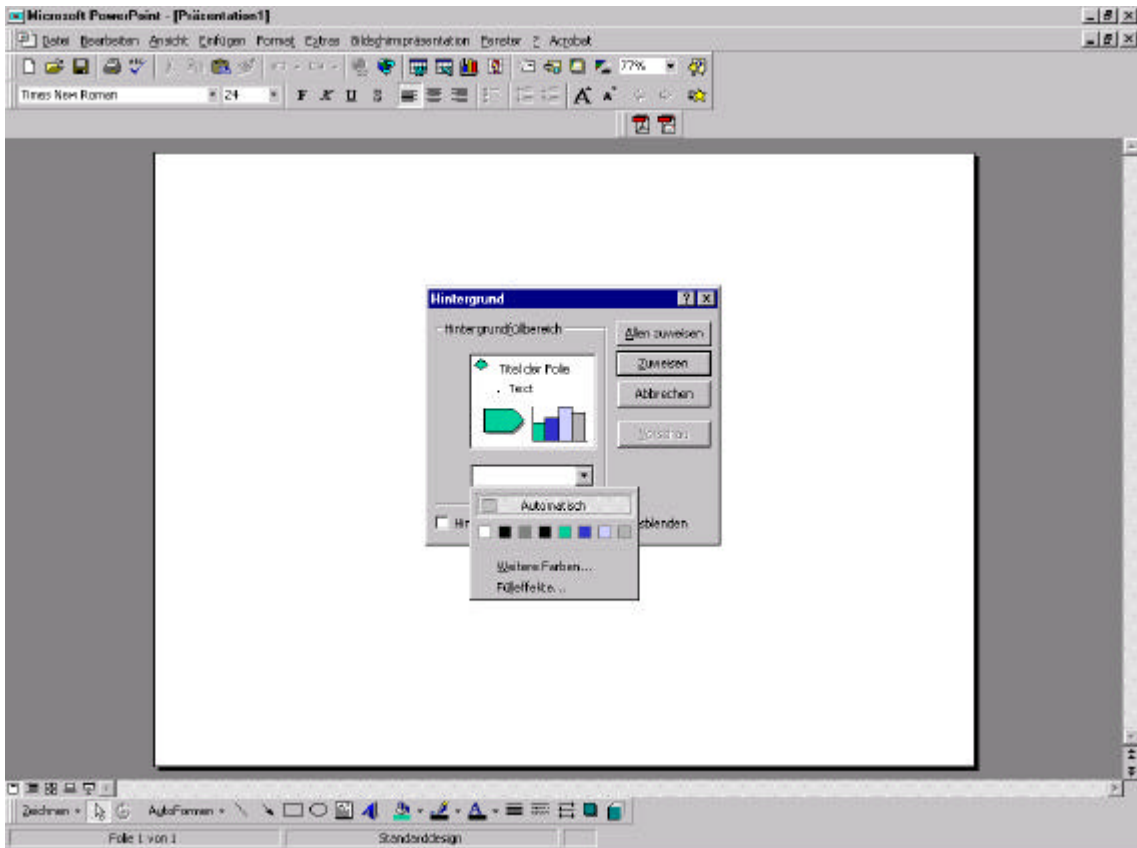 Microsoft PowerPoint - [Präsentation1]
Datei Bearbeiten Ansicht Einfügen Format Extras Bildschirmpräsentation Fenster ? Acrobat
77%
Times New Roman 24 F K U S
Hintergrund
Hintergrundfüllbereich
Allen zuweisen
Titel der Folie
Zuweisen
Text
Abbrechen
Vorschau
Automatisch
Hin
sblenden
Weitere Farben...
Fülleffekte...
Zeichnen AutoFormen
Folie 1 von 1 Standarddesign